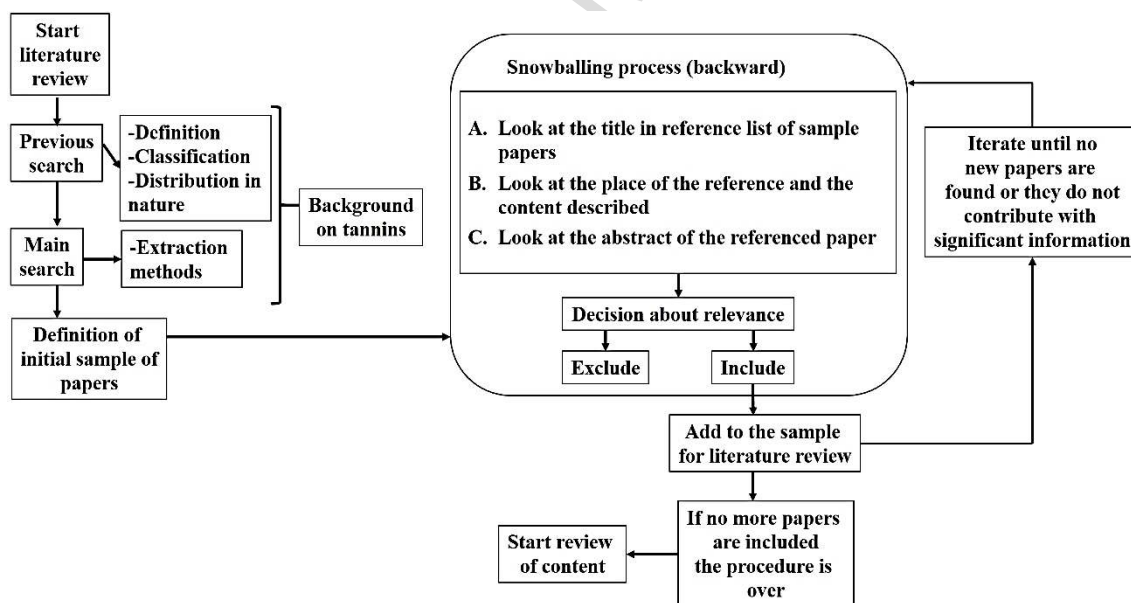 Start
literature
review
Previous
search
-Definition
-Classification
-Distribution in
nature
Main
search
-Extraction
methods
Background
on tannins
Definition of
initial sample of
papers
Snowballing process (backward)
A. Look at the title in reference list of sample
papers
B. Look at the place of the reference and the
content described
C. Look at the abstract of the referenced paper
Decision about relevance
Exclude
Include
Iterate until no
new papers are
found or they do not
contribute with
significant information
Add to the sample
for literature review
If no more papers
are included
the procedure is
over
Start review
of content